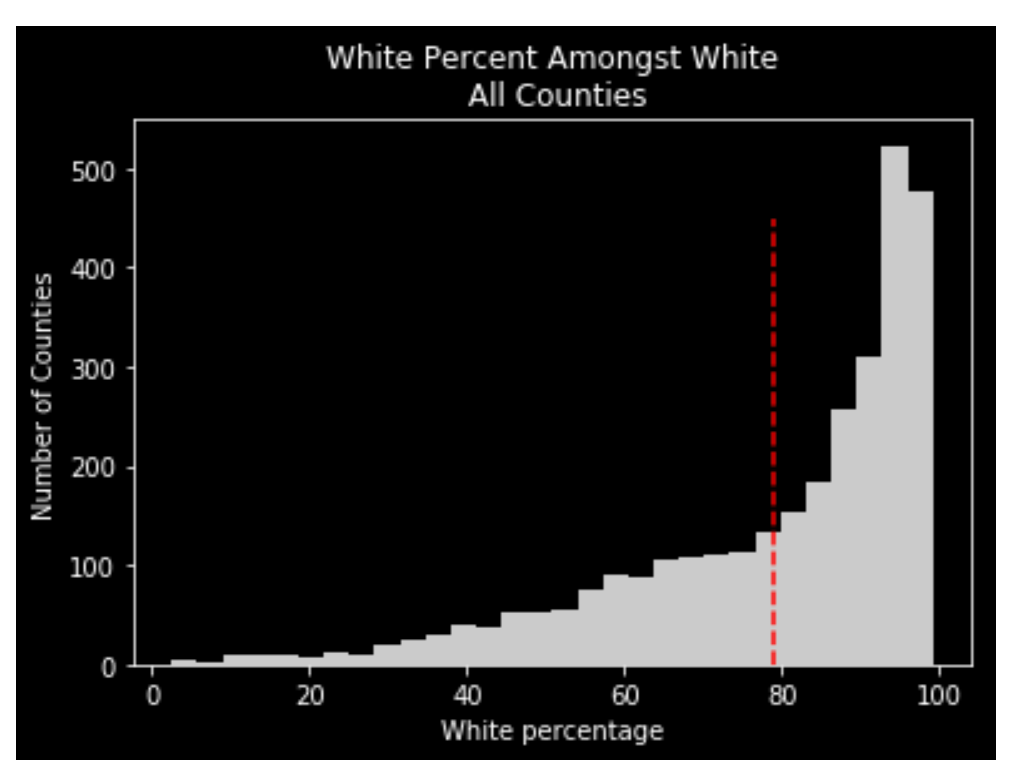 White Percent Amongst White
All Counties
500
400
300
200
100
0
Number of Counties
0 20 40 60 80 100
White percentage